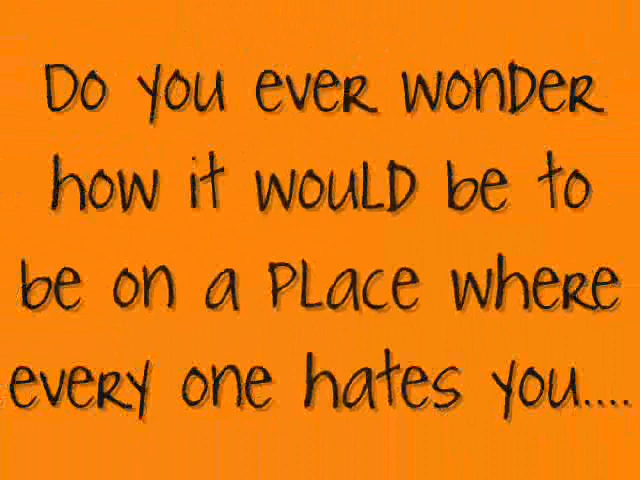 Do you ever wonder
how it would be to
be on a place where
every one hates you....